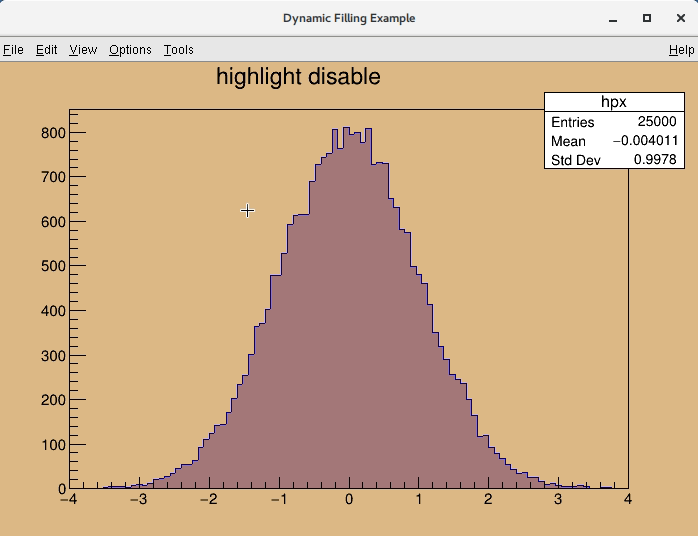 Dynamic Filling Example
File Edit View Options Tools Help
highlight disable
hpx
Entries 25000
Mean −0.004011
Std Dev 0.9978
800
700
600
500
400
300
200
100
0
−4 −3 −2 −1 0 1 2 3 4